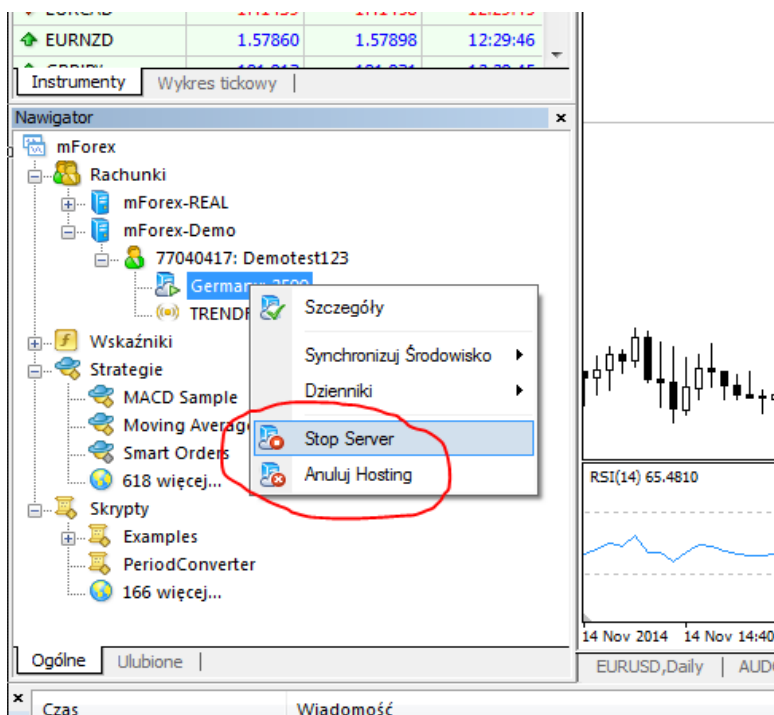 EURNZD 1.57860 1.57898 12:29:46
Instrumenty Wykres tickowy
Nawigator
mForex
Rachunki
mForex-REAL
mForex-Demo
77040417: Demotest123
Szczegóły
Synchronizuj Środowisko
Dzienniki
Stop Server
Anuluj Hosting
Wskaźniki
Strategie
MACD Sample
Moving Average
Smart Orders
618 więcej...
Skrypty
Examples
PeriodConverter
166 więcej...
Ogólne Ulubione
Czas Wiadomość
RSI(14) 65.4810
14 Nov 2014 14 Nov 14:40
EURUSD,Daily